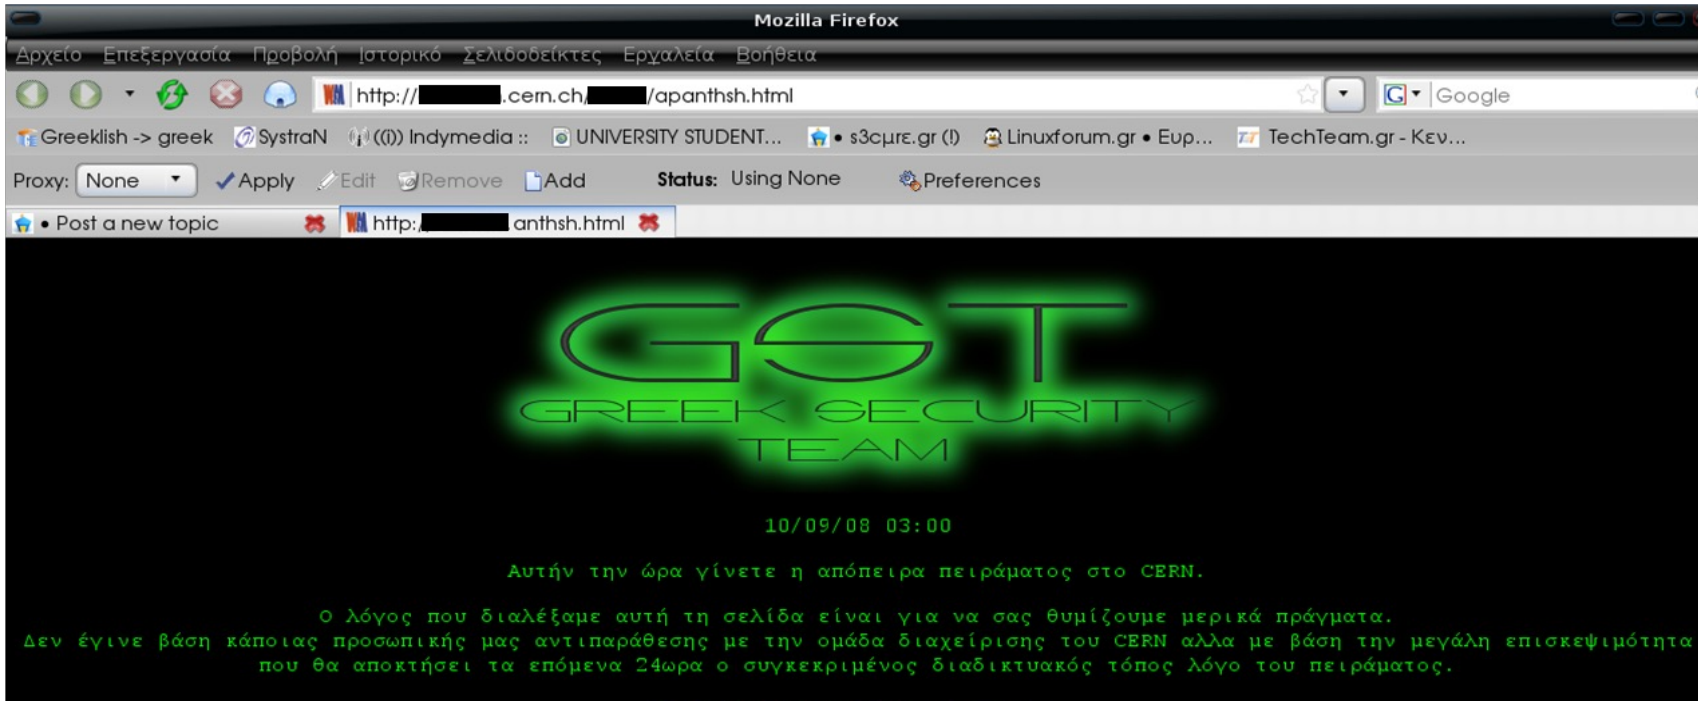 Mozilla Firefox
Αρχείο Επεξεργασία Προβολή Ιστορικό Σελιδοδείκτες Εργαλεία Βοήθεια
http:// .cern.ch/ /apanthsh.html G Google
Greeklish -> greek SystraN ((i)) Indymedia :: UNIVERSITY STUDENT... • s3cμrε.gr (!) Linuxforum.gr • Ευρ... TT TechTeam.gr - Κεν...
Proxy: None Apply Edit Remove Add Status: Using None Preferences
• Post a new topic http:/ anthsh.html
GST
GREEK SECURITY
TEAM
10/09/08 03:00
Αυτήν την ώρα γίνετε η απόπειρα πειράματος στο CERN.
Ο λόγος που διαλέξαμε αυτή τη σελίδα είναι για να σας θυμίζουμε μερικά πράγματα.
Δεν έγινε βάση κάποιας προσωπικής μας αντιπαράθεσης με την ομάδα διαχείρισης του CERN αλλα με βάση την μεγάλη επισκεψιμότητα
που θα αποκτήσει τα επόμενα 24ωρα ο συγκεκριμένος διαδικτυακός τόπος λόγο του πειράματος.